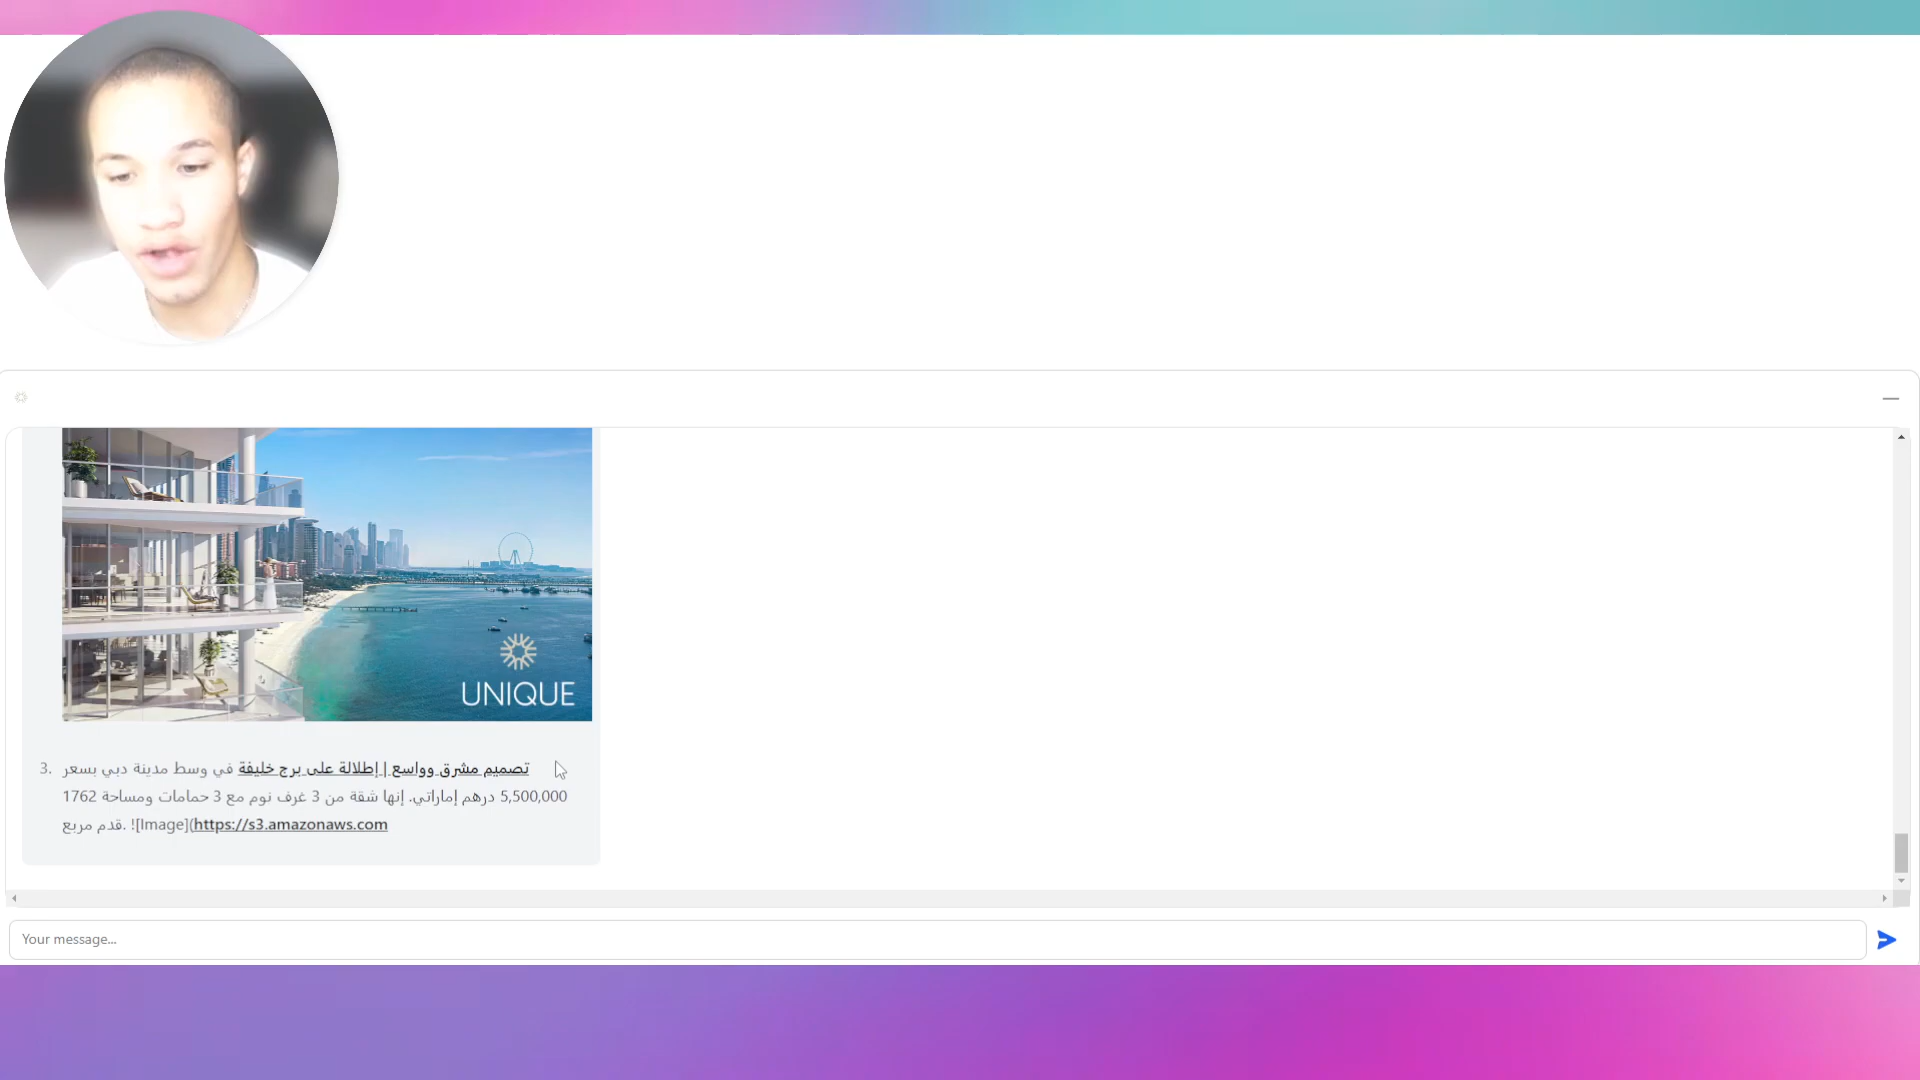 UNIQUE
3. تصميم مشرق وواسع | إطلالة على برج خليفة في وسط مدينة دبي بسعر
5,500,000 درهم إماراتي. إنها شقة من 3 غرف نوم مع 3 حمامات ومساحة 1762
قدم مربع. ![Image](https://s3.amazonaws.com
Your message...